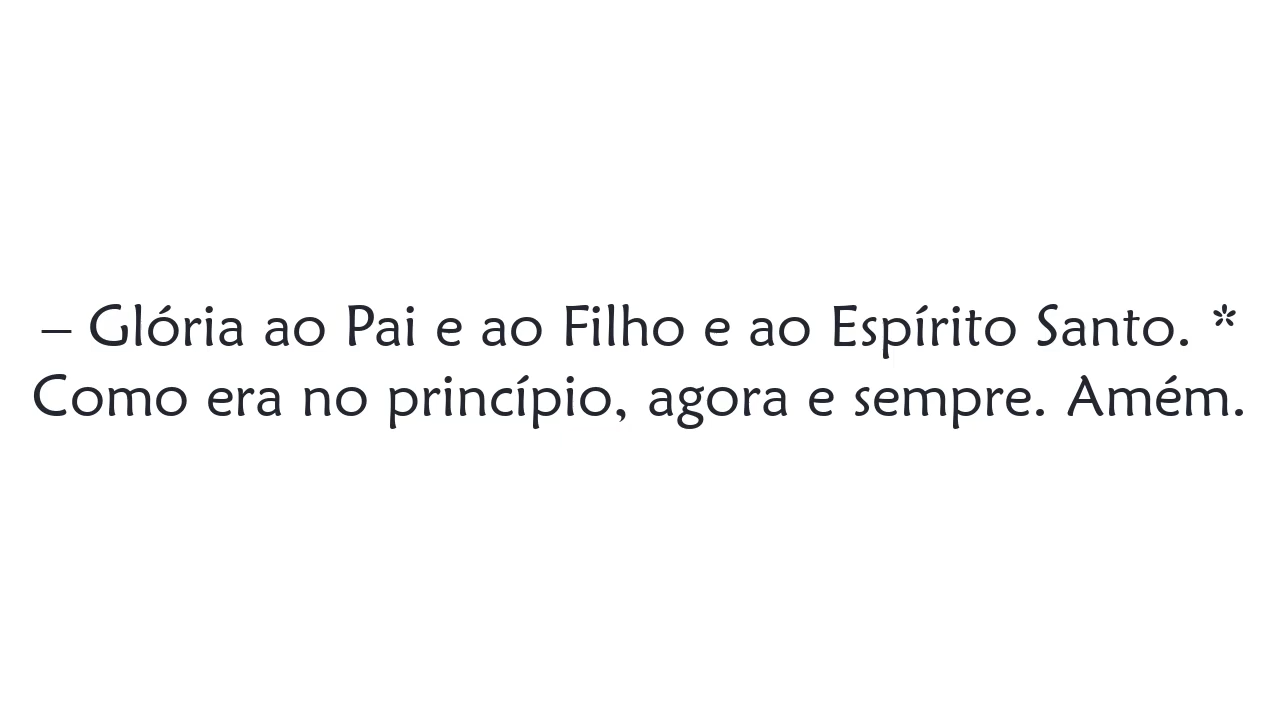 – Glória ao Pai e ao Filho e ao Espírito Santo. *
Como era no princípio, agora e sempre. Amém.